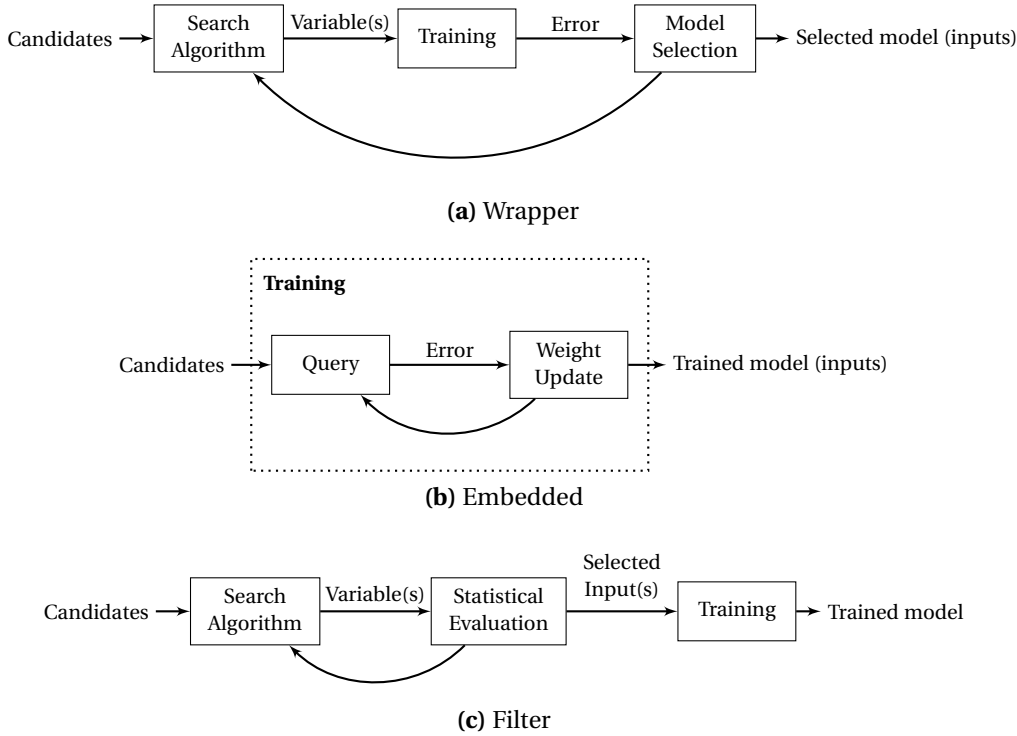 Candidates
Search
Algorithm
Variable(s)
Training
Error
Model
Selection
Selected model (inputs)
(a) Wrapper
Training
Candidates
Query
Error
Weight
Update
Trained model (inputs)
(b) Embedded
Candidates
Search
Algorithm
Variable(s)
Statistical
Evaluation
Selected
Input(s)
Training
Trained model
(c) Filter